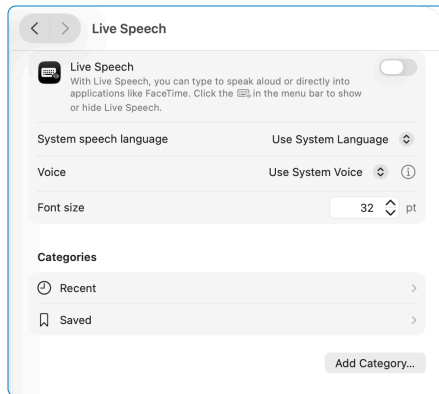 Live Speech
Live Speech
With Live Speech, you can type to speak aloud or directly into
applications like FaceTime. Click the in the menu bar to show
or hide Live Speech.
System speech language Use System Language
Voice Use System Voice
Font size 32 pt
Categories
Recent
Saved
Add Category...